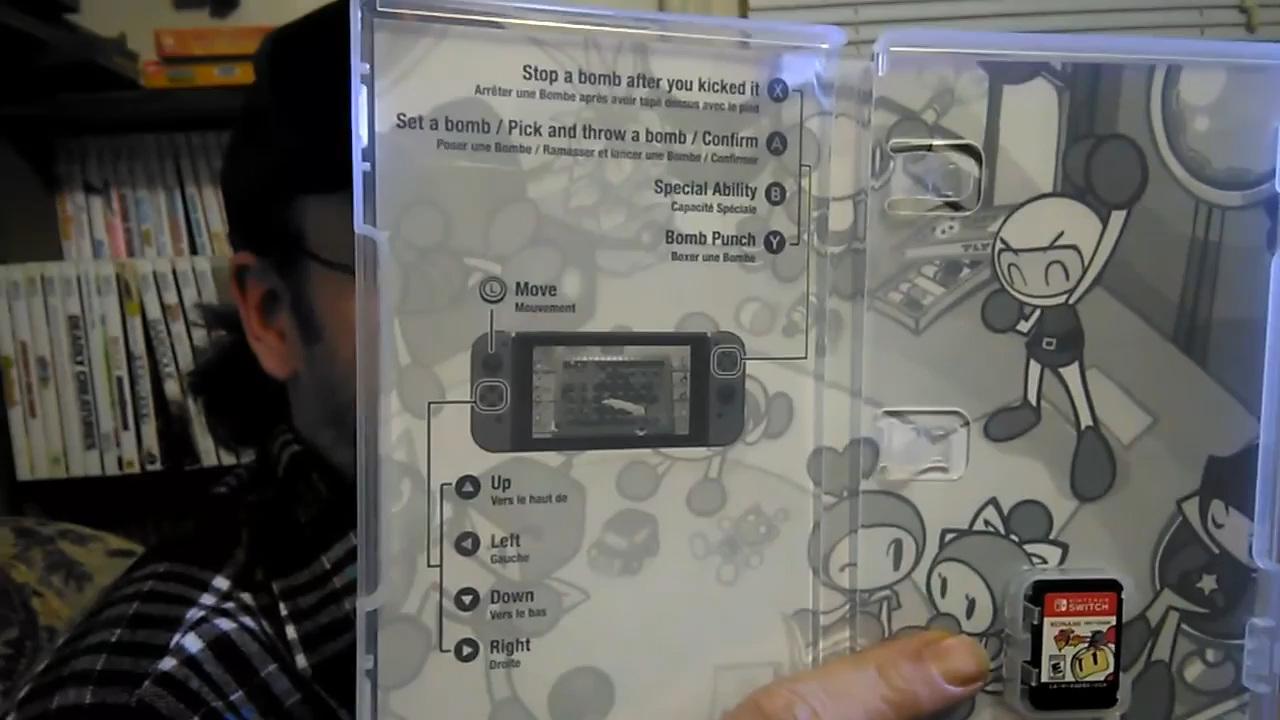 Stop a bomb after you kicked it
Arrêter une Bombe après avoir tapé dessus avec le pied
X
Set a bomb / Pick and throw a bomb / Confirm
Poser une Bombe / Ramasser et lancer une Bombe / Confirmer
A
Special Ability
Capacité Spéciale
B
Bomb Punch
Boxer une Bombe
Y
L
Move
Mouvement
Up
Vers le haut de
Left
Gauche
Down
Vers le bas
Right
Droite
NINTENDO
SWITCH
KONAMI
E
DEADLY CREATURES